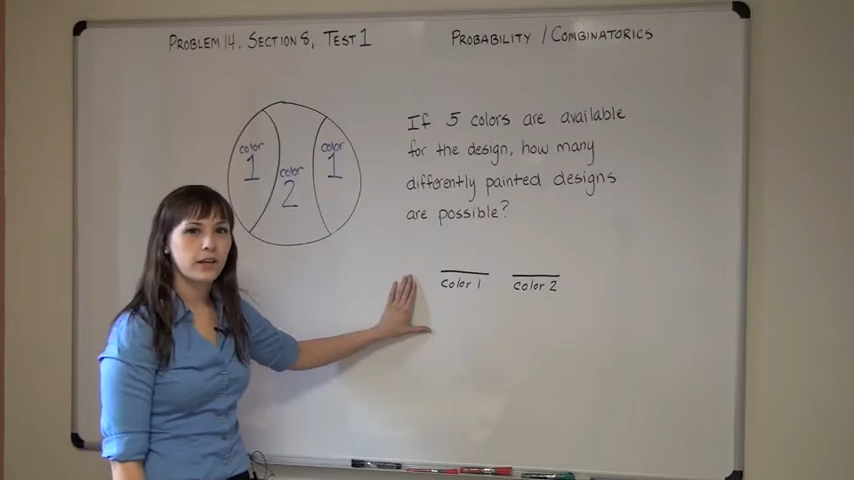 PROBLEM 14, SECTION 8, TEST 1
PROBABILITY / COMBINATORICS
color
1
color
2
color
1
If 5 colors are available
for the design, how many
differently painted designs
are possible?
color 1
color 2